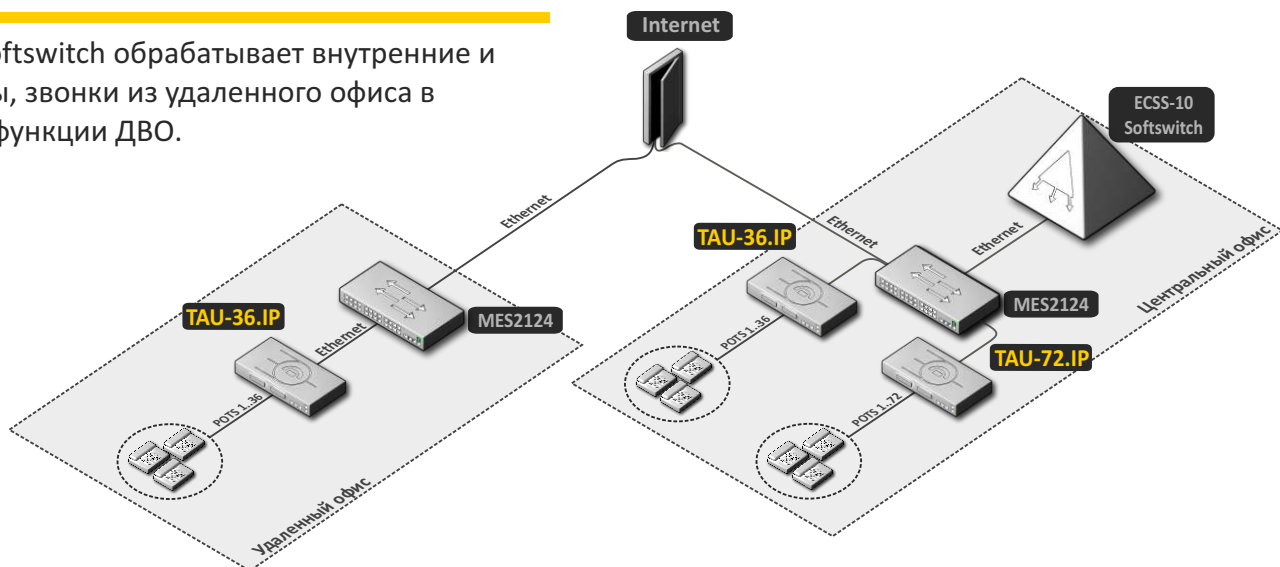 Internet
oftswitch обрабатывает внутренние и
ы, звонки из удаленного офиса в
функции ДВО.
ECSS-10
Softswitch
Ethernet
Ethernet
Ethernet
TAU-36.IP
Центральный офис
MES2124
TAU-36.IP
MES2124
Ethernet
POTS 1..36
TAU-72.IP
POTS 1..36
POTS 1..72
Удаленный офис